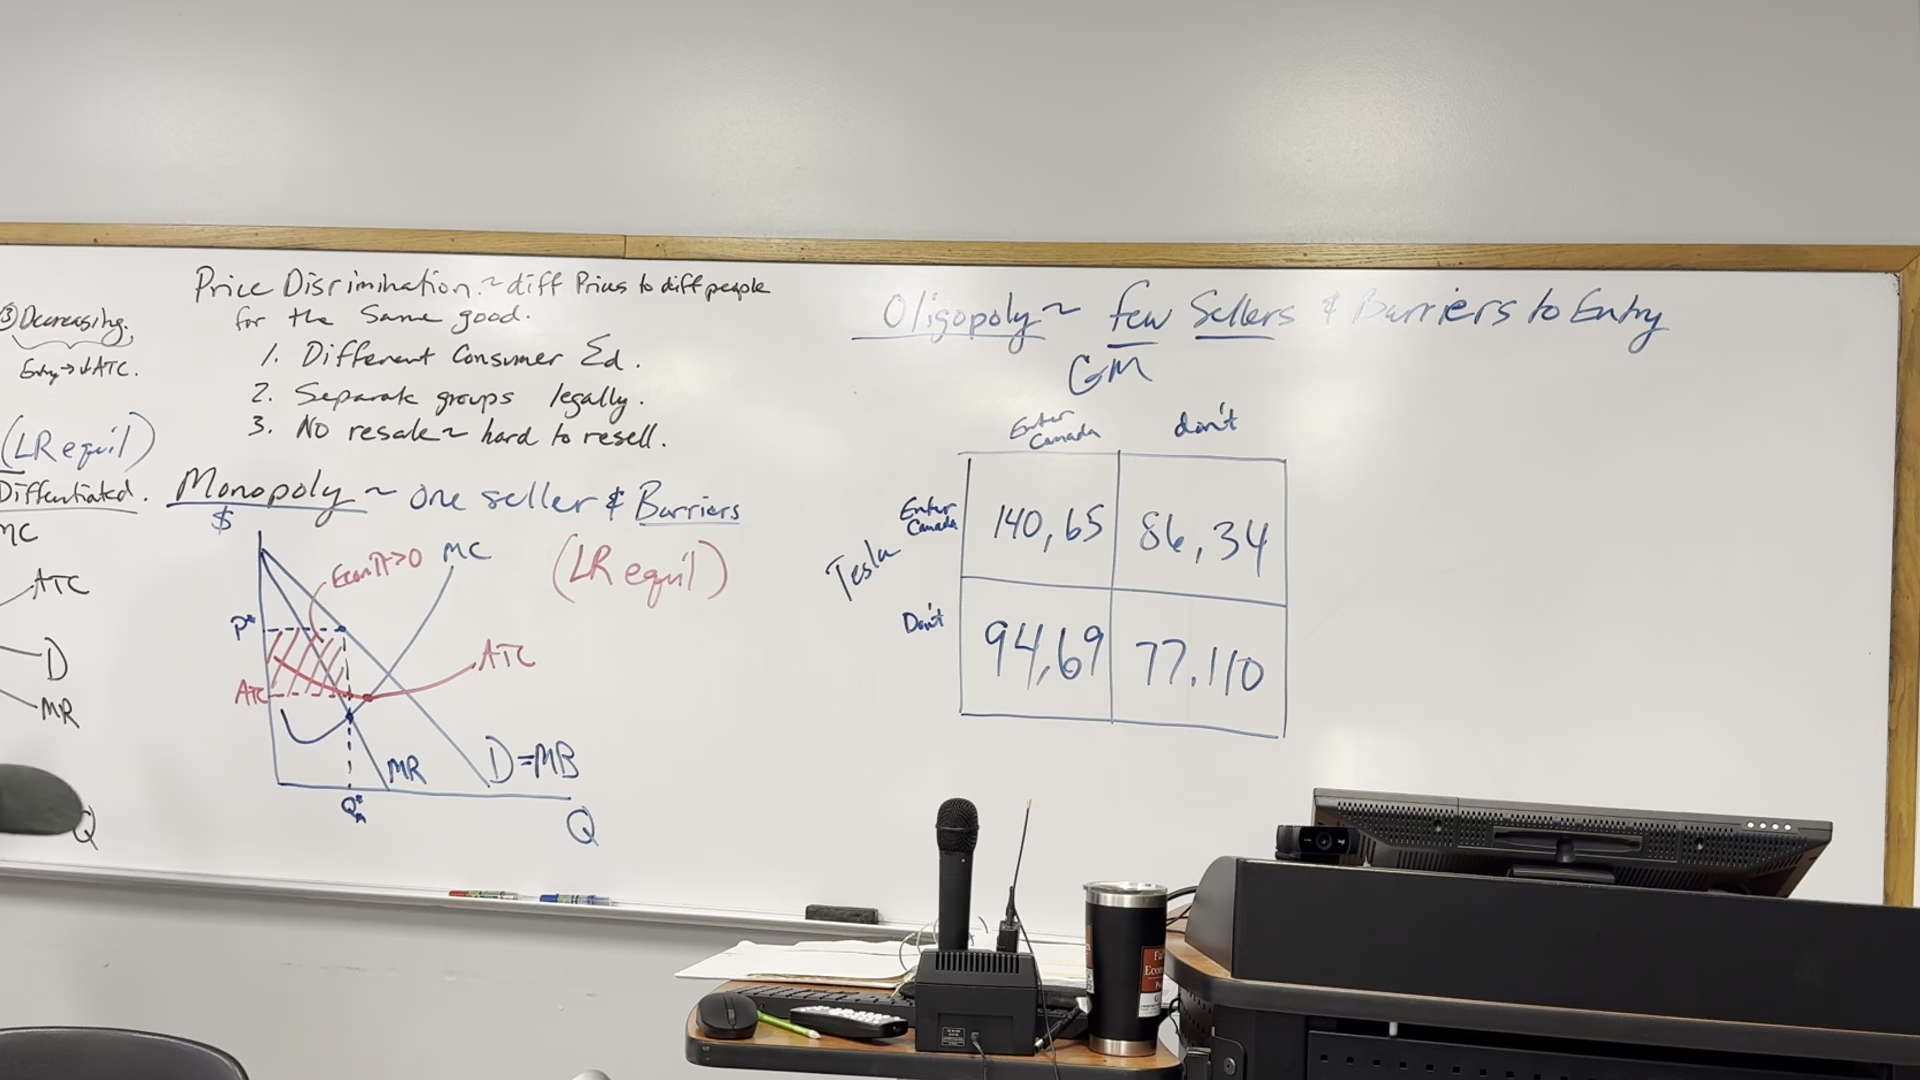 ③ Decreasing.
Entry → ↓ATC.
(LR equil)
Differentiated.
MC
ATC
D
MR
Q
Price Discrimination ~ diff Prices to diff people
for the same good.
1. Different Consumer Ed.
2. Separate groups legally.
3. No resale ~ hard to resell.
Monopoly ~ one seller & Barriers
$
Econ π>0
MC
(LR equil)
P*
ATC
ATC
MR
D=MB
Q
Oligopoly ~ few Sellers & Barriers to Entry
GM
Enter
Canada
don't
Tesla
Enter
Canada
140, 65
86, 34
Don't
94, 69
77, 110